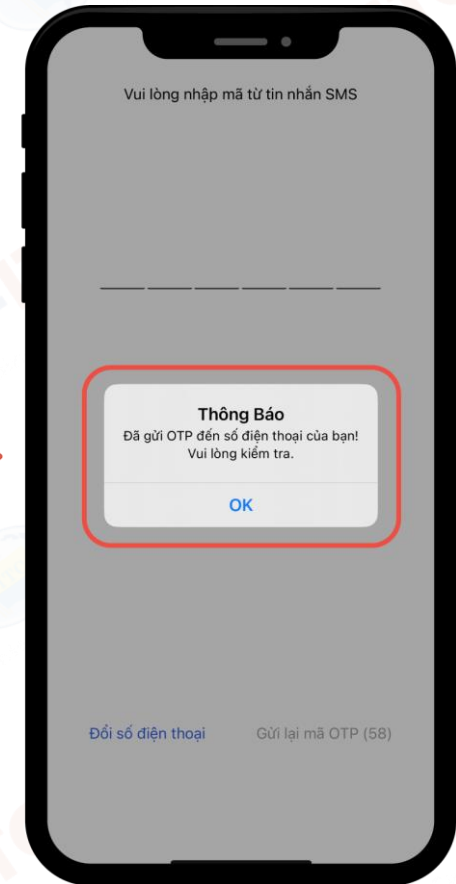 Vui lòng nhập mã từ tin nhắn SMS
Thông Báo
Đã gửi OTP đến số điện thoại của bạn!
Vui lòng kiểm tra.
OK
Đổi số điện thoại
Gửi lại mã OTP (58)